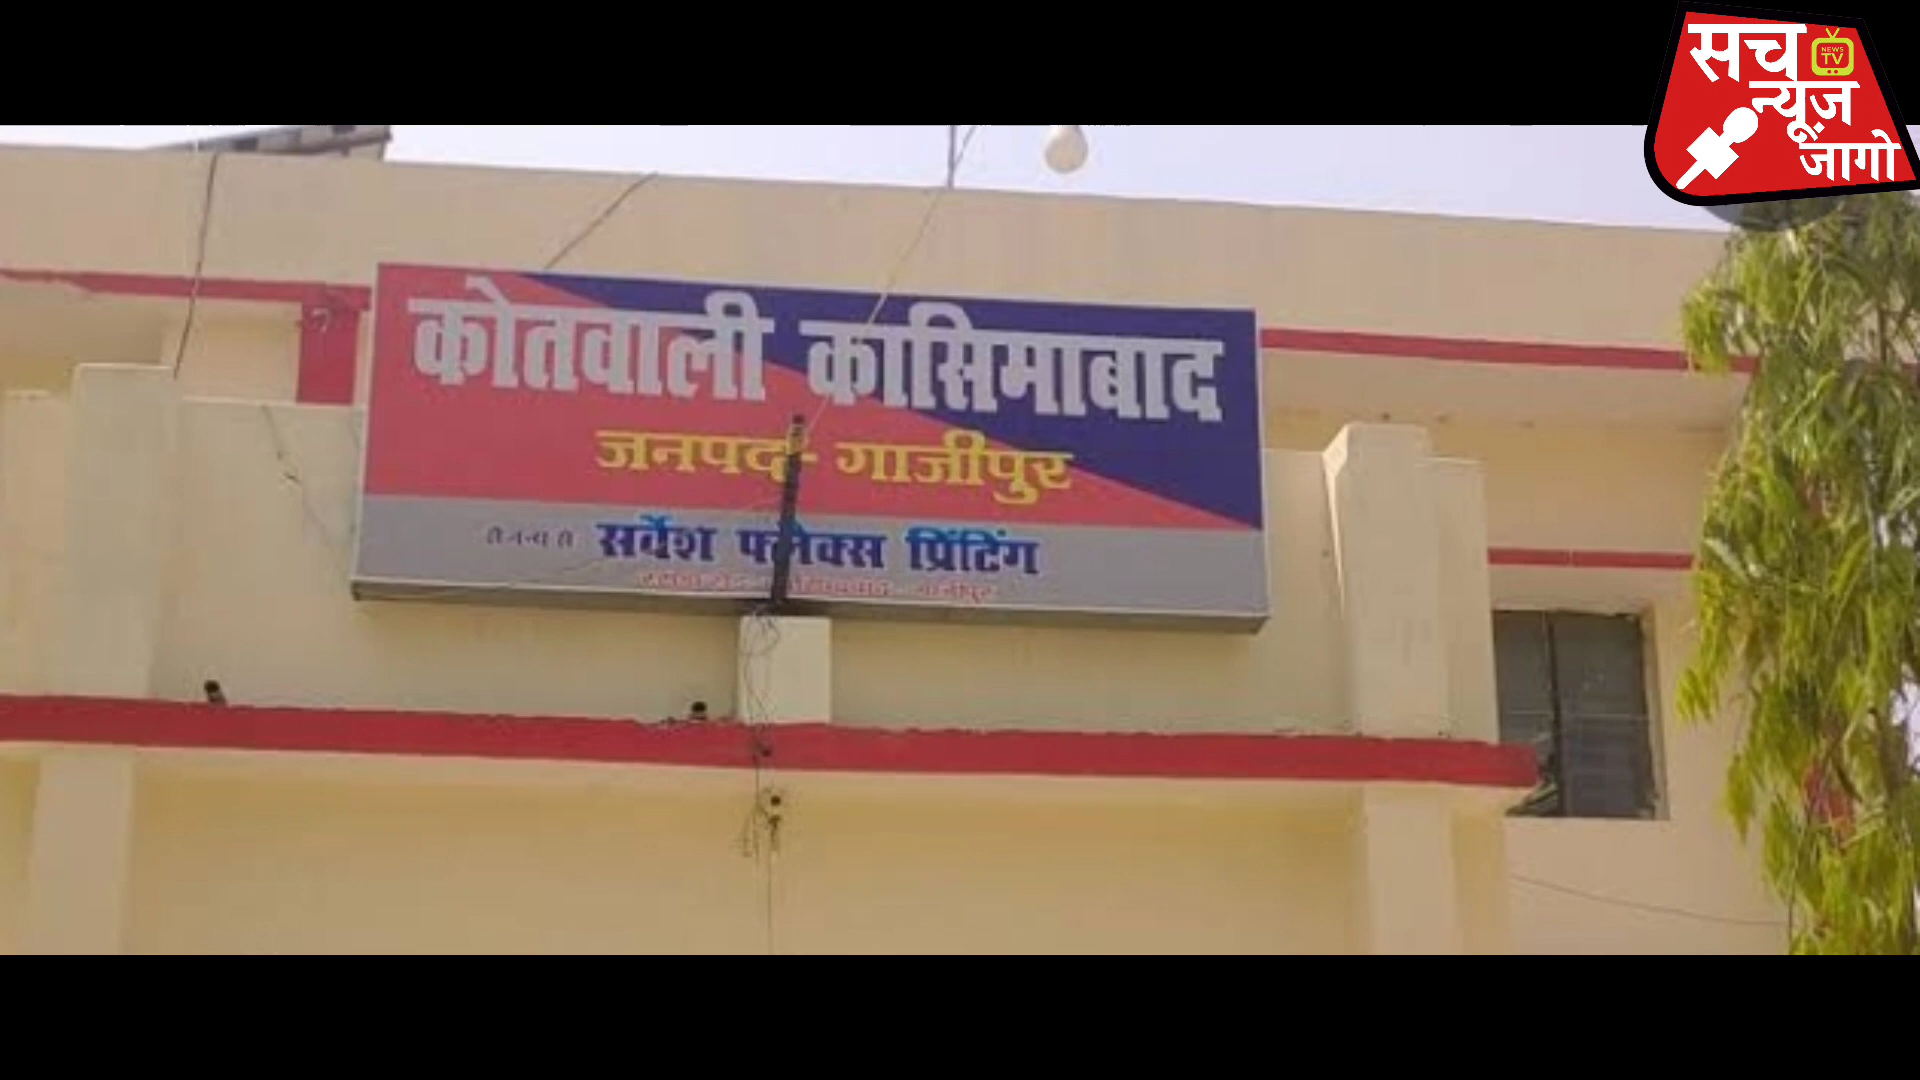 सच
NEWS
TV
न्यूज़
जागो
कोतवाली कासिमाबाद
जनपद- गाजीपुर
सर्वेश फ्लेक्स प्रिंटिंग
गाजीपुर